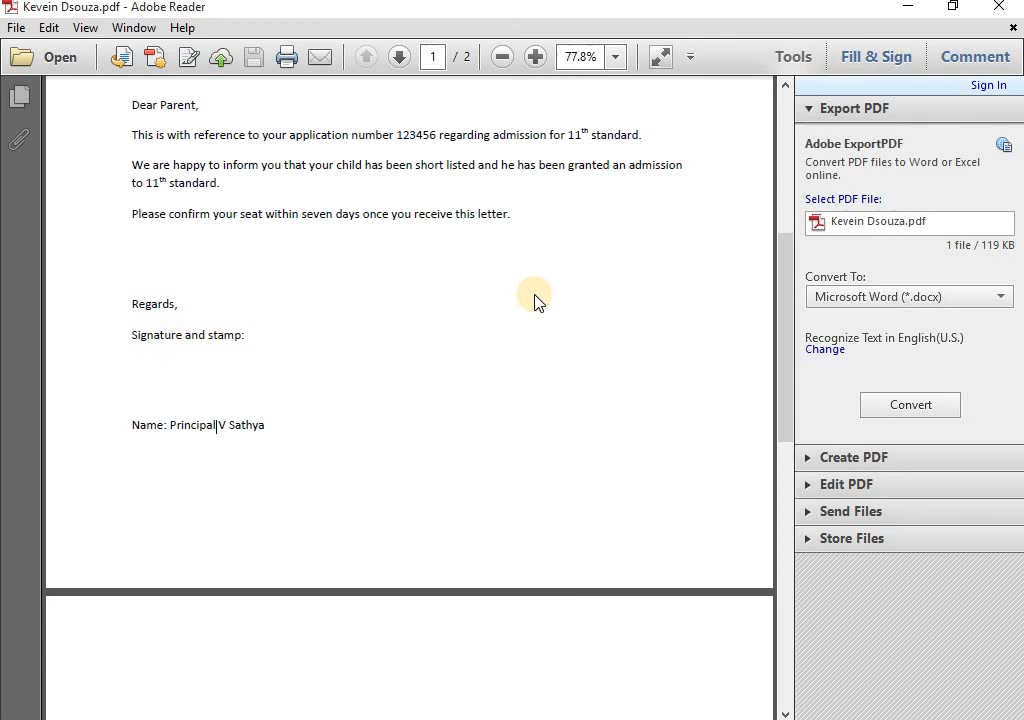 Kevein Dsouza.pdf - Adobe Reader
File Edit View Window Help
Open 1 / 2 77.8% Tools Fill & Sign Comment
Sign In
Dear Parent,
This is with reference to your application number 123456 regarding admission for 11th standard.
We are happy to inform you that your child has been short listed and he has been granted an admission
to 11th standard.
Please confirm your seat within seven days once you receive this letter.
Regards,
Signature and stamp:
Name: Principal V Sathya
Export PDF
Adobe ExportPDF
Convert PDF files to Word or Excel
online.
Select PDF File:
Kevein Dsouza.pdf
1 file / 119 KB
Convert To:
Microsoft Word (*.docx)
Recognize Text in English(U.S.)
Change
Convert
Create PDF
Edit PDF
Send Files
Store Files